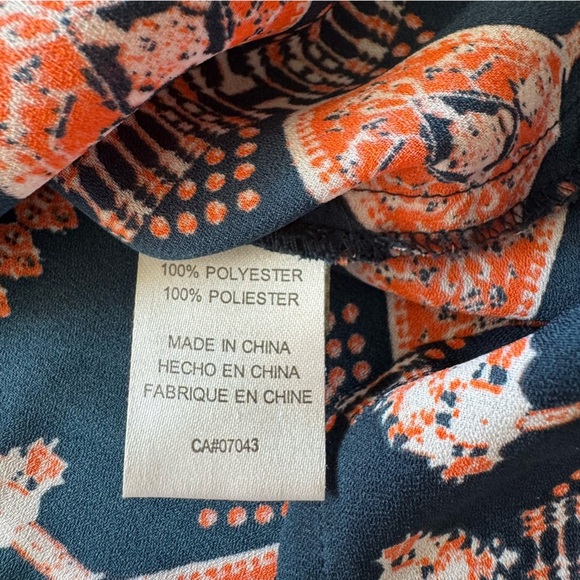 100% POLYESTER
100% POLIESTER
MADE IN CHINA
HECHO EN CHINA
FABRIQUE EN CHINE
CA#07043